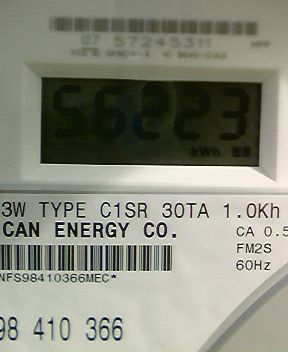 07 57245311
56223
kWh
3W TYPE C1SR 30TA 1.0Kh
CAN ENERGY CO. CA 0.5
FM2S
60Hz
NFS98410366MEC*
98 410 366